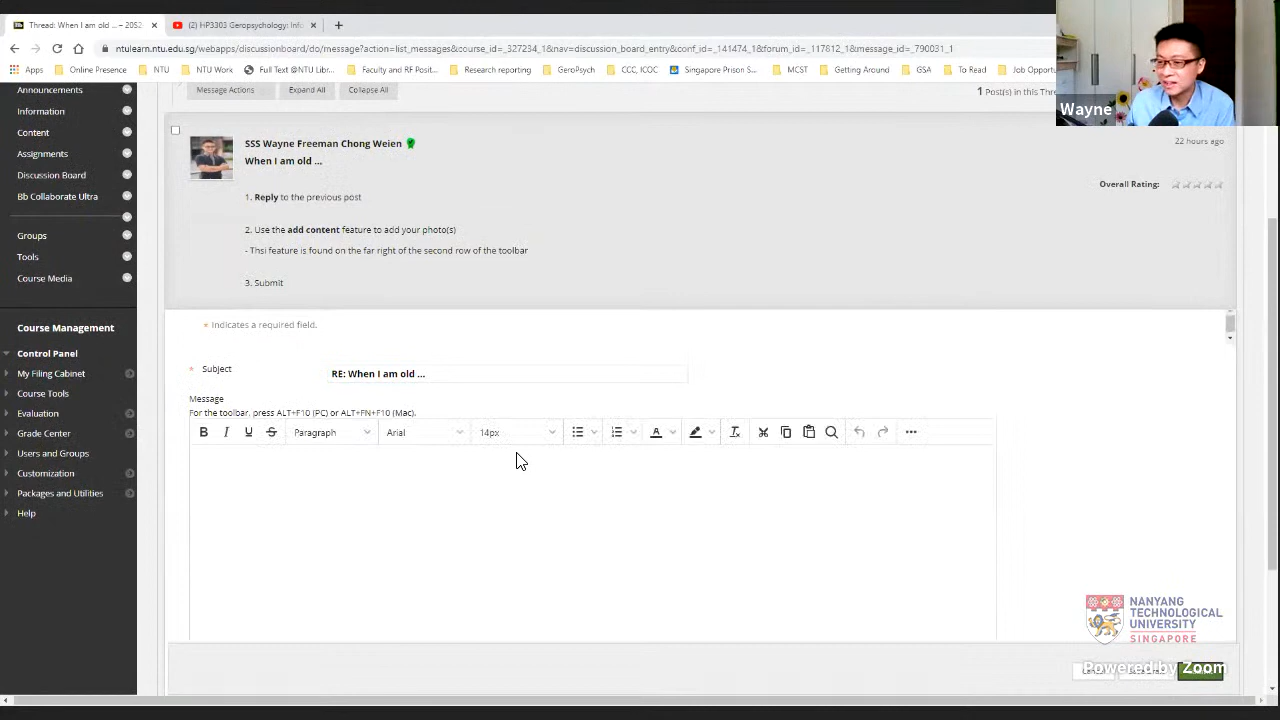 Thread: When I am old ... – 20S2
(2) HP3303 Geropsychology: Info
ntulearn.ntu.edu.sg/webapps/discussionboard/do/message?action=list_messages&course_id=_327234_1&nav=discussion_board_entry&conf_id=_141474_1&forum_id=_117812_1&message_id=_790031_1
Apps Online Presence NTU NTU Work Full Text @NTU Libr... Faculty and RF Posit... Research reporting GeroPsych CCC, ICOC Singapore Prison S... 1MCST Getting Around GSA To Read Job Opportu
Wayne
Announcements
Information
Content
Assignments
Discussion Board
Bb Collaborate Ultra
Groups
Tools
Course Media
Course Management
Control Panel
My Filing Cabinet
Course Tools
Evaluation
Grade Center
Users and Groups
Customization
Packages and Utilities
Help
Message Actions Expand All Collapse All
1 Post(s) in this Thre
SSS Wayne Freeman Chong Weien
22 hours ago
When I am old ...
Overall Rating:
1. Reply to the previous post
2. Use the add content feature to add your photo(s)
- Thsi feature is found on the far right of the second row of the toolbar
3. Submit
* Indicates a required field.
* Subject RE: When I am old ...
Message
For the toolbar, press ALT+F10 (PC) or ALT+FN+F10 (Mac).
B I U S Paragraph Arial 14px
NANYANG
TECHNOLOGICAL
UNIVERSITY
SINGAPORE
Powered by Zoom